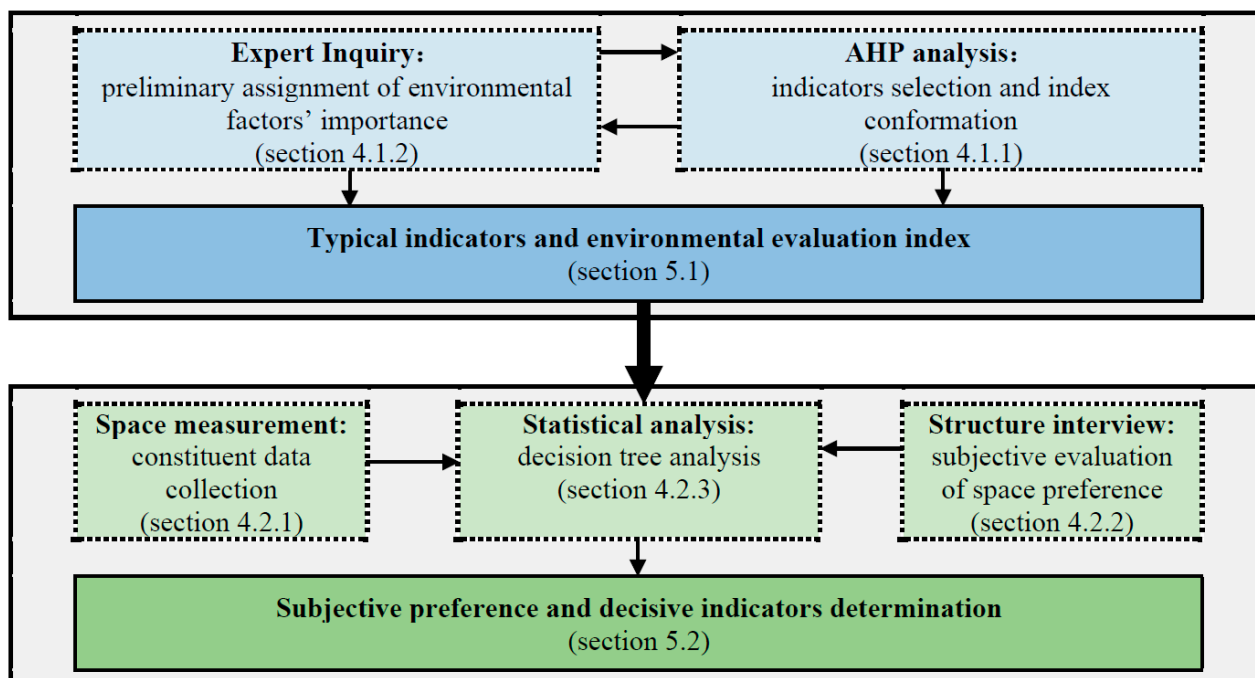 Expert Inquiry：
preliminary assignment of environmental
factors’ importance
(section 4.1.2)
AHP analysis：
indicators selection and index
conformation
(section 4.1.1)
Typical indicators and environmental evaluation index
(section 5.1)
Space measurement:
constituent data
collection
(section 4.2.1)
Statistical analysis:
decision tree analysis
(section 4.2.3)
Structure interview:
subjective evaluation
of space preference
(section 4.2.2)
Subjective preference and decisive indicators determination
(section 5.2)